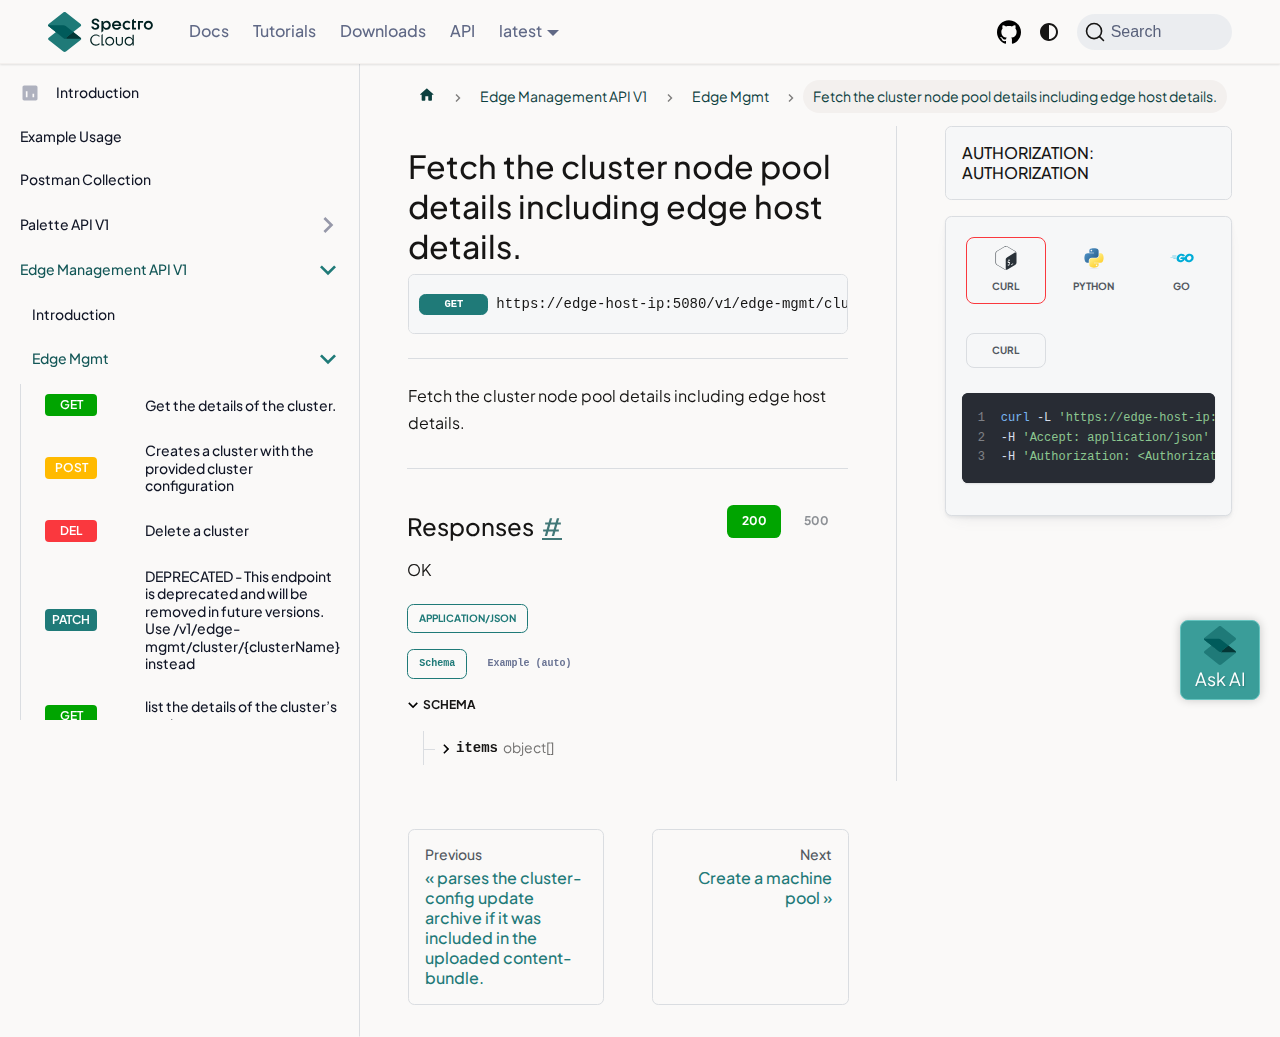 Spectro
Cloud
Docs
Tutorials
Downloads
API
latest
Search
Introduction
Example Usage
Postman Collection
Palette API V1
Edge Management API V1
Introduction
Edge Mgmt
GET
Get the details of the cluster.
POST
Creates a cluster with the
provided cluster
configuration
DEL
Delete a cluster
PATCH
DEPRECATED - This endpoint
is deprecated and will be
removed in future versions.
Use /v1/edge-
mgmt/cluster/{clusterName}
instead
GET
list the details of the cluster's
Edge Management API V1
Edge Mgmt
Fetch the cluster node pool details including edge host details.
Fetch the cluster node pool
details including edge host
details.
GET
https://edge-host-ip:5080/v1/edge-mgmt/clu
Fetch the cluster node pool details including edge host
details.
Responses #
200
500
OK
APPLICATION/JSON
Schema
Example (auto)
SCHEMA
items object[]
Previous
« parses the cluster-
config update
archive if it was
included in the
uploaded content-
bundle.
Next
Create a machine
pool »
AUTHORIZATION:
AUTHORIZATION
CURL
PYTHON
GO
GO
CURL
1 curl -L 'https://edge-host-ip:
2 -H 'Accept: application/json'
3 -H 'Authorization: <Authorizat
Ask AI